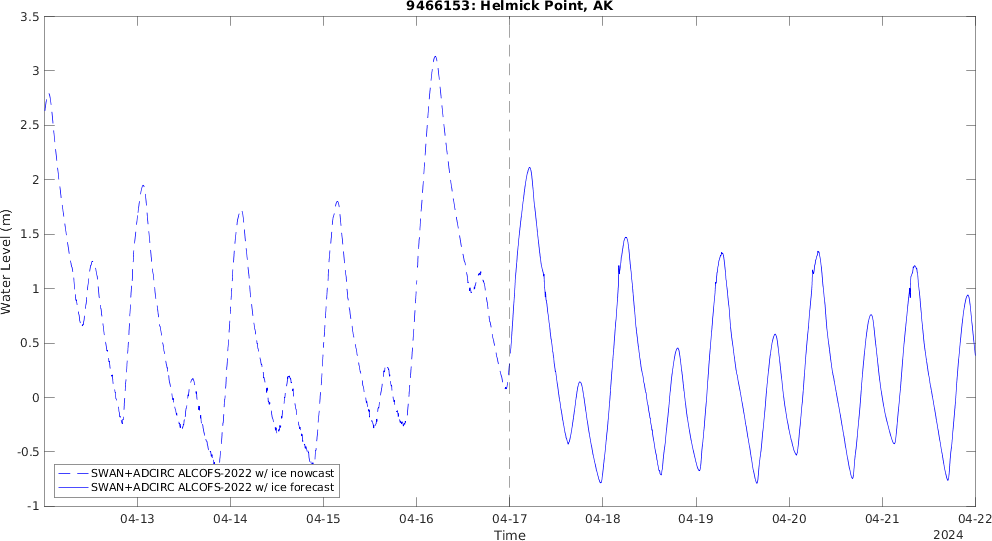 9466153: Helmick Point, AK
3.5
3
2.5
2
1.5
1
0.5
0
-0.5
-1
Water Level (m)
SWAN+ADCIRC ALCOFS-2022 w/ ice nowcast
SWAN+ADCIRC ALCOFS-2022 w/ ice forecast
04-13 04-14 04-15 04-16 04-17 04-18 04-19 04-20 04-21 04-22
Time
2024